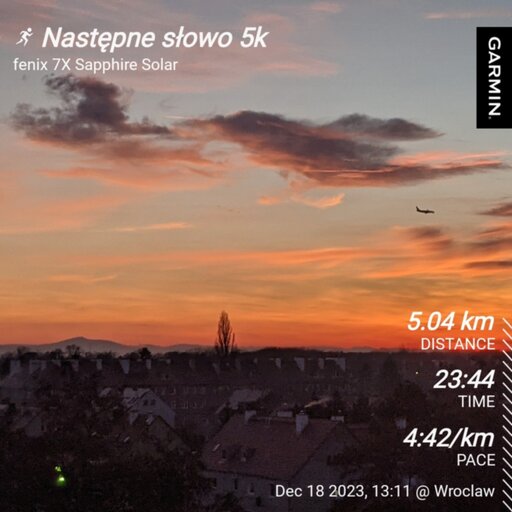 Następne słowo 5k
fenix 7X Sapphire Solar
GARMIN.
5.04 km
DISTANCE
23:44
TIME
4:42/km
PACE
Dec 18 2023, 13:11 @ Wroclaw